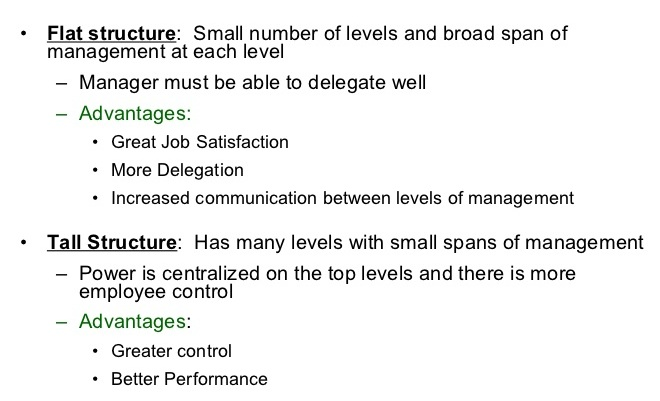 • Flat structure: Small number of levels and broad span of
management at each level
– Manager must be able to delegate well
– Advantages:
• Great Job Satisfaction
• More Delegation
• Increased communication between levels of management
• Tall Structure: Has many levels with small spans of management
– Power is centralized on the top levels and there is more
employee control
– Advantages:
• Greater control
• Better Performance